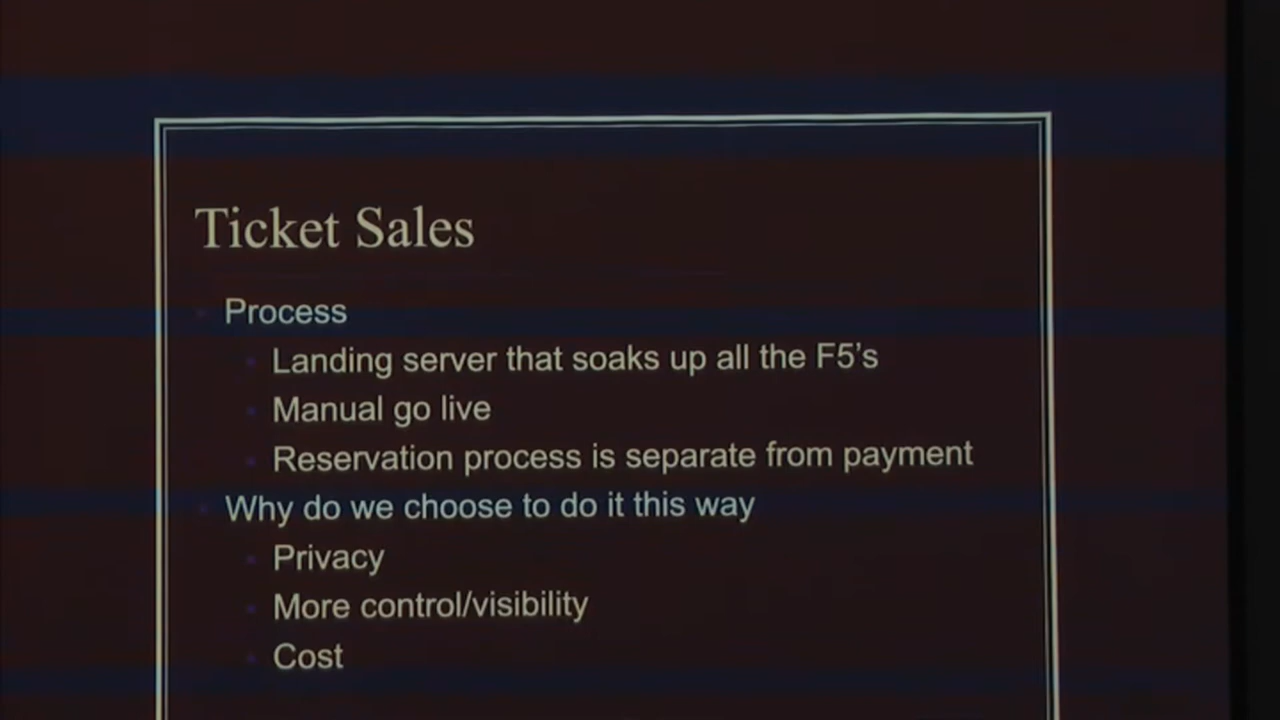 Ticket Sales
Process
Landing server that soaks up all the F5's
Manual go live
Reservation process is separate from payment
Why do we choose to do it this way
Privacy
More control/visibility
Cost